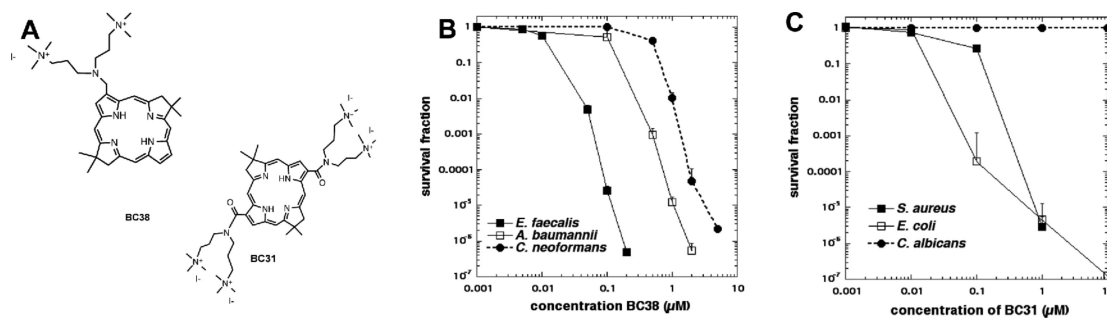 A
N+
I-
N+
I-
N
NH
N
N
HN
BC38
N+
I-
N+
I-
N
O
N
HN
NH
N
O
N
N+
I-
N+
I-
BC31
B
survival fraction
1
0.1
0.01
0.001
0.0001
10-5
10-6
10-7
E. faecalis
A. baumannii
C. neoformans
0.001 0.01 0.1 1 10
concentration BC38 (µM)
C
survival fraction
1
0.1
0.01
0.001
0.0001
10-5
10-6
10-7
S. aureus
E. coli
C. albicans
0.001 0.01 0.1 1
concentration of BC31 (µM)